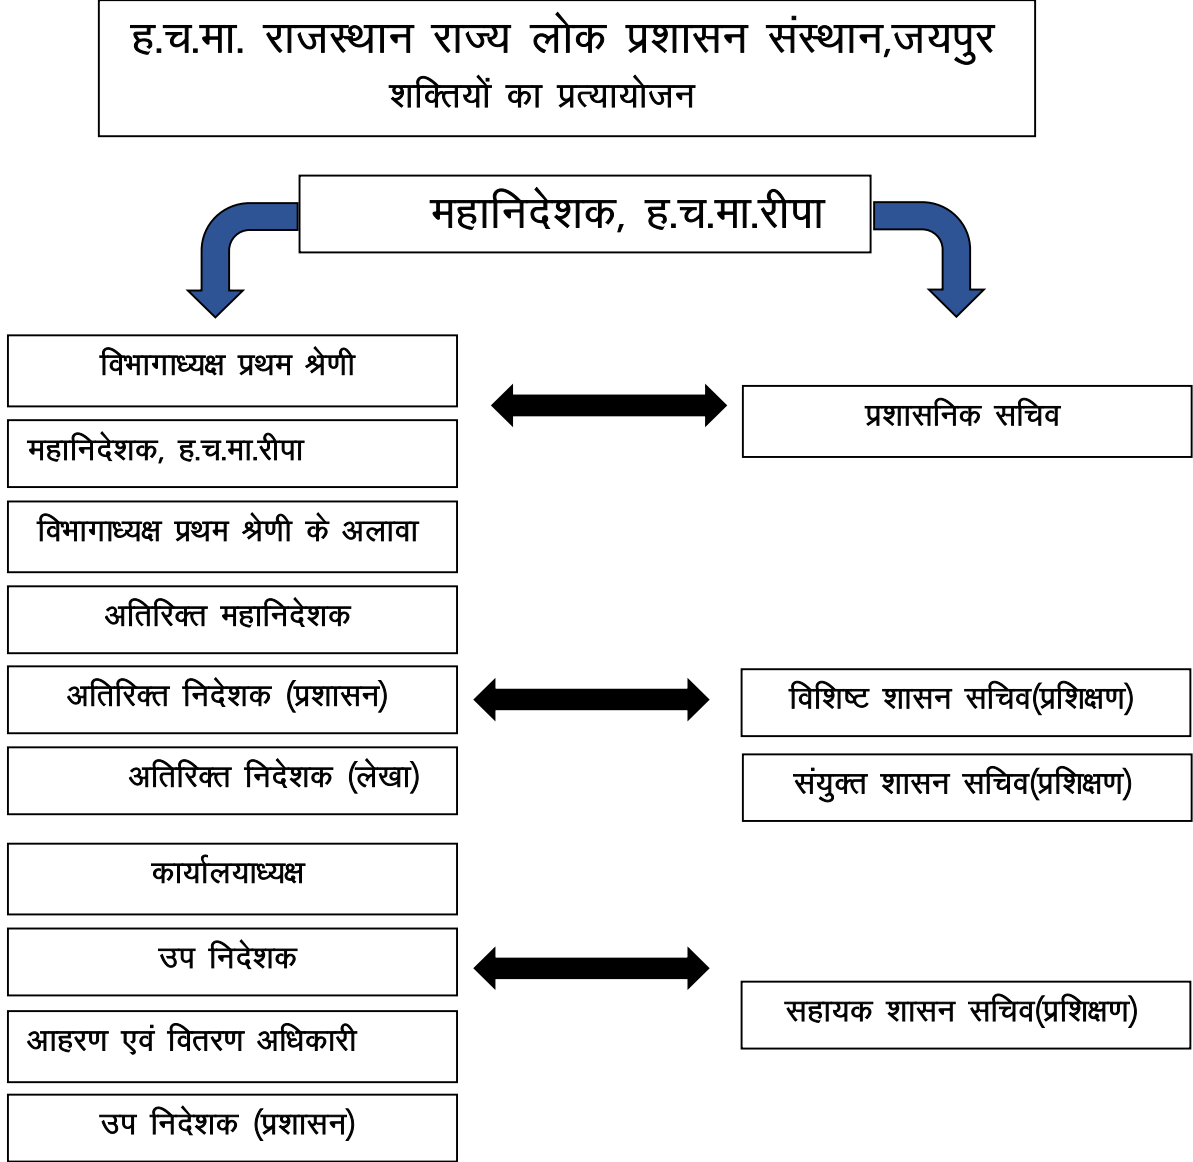 ह.च.मा. राजस्थान राज्य लोक प्रशासन संस्थान,जयपुर
शक्तियों का प्रत्यायोजन
महानिदेशक, ह.च.मा.रीपा
विभागाध्यक्ष प्रथम श्रेणी
प्रशासनिक सचिव
महानिदेशक, ह.च.मा.रीपा
विभागाध्यक्ष प्रथम श्रेणी के अलावा
अतिरिक्त महानिदेशक
अतिरिक्त निदेशक (प्रशासन)
विशिष्ट शासन सचिव(प्रशिक्षण)
अतिरिक्त निदेशक (लेखा)
संयुक्त शासन सचिव(प्रशिक्षण)
कार्यालयाध्यक्ष
उप निदेशक
सहायक शासन सचिव(प्रशिक्षण)
आहरण एवं वितरण अधिकारी
उप निदेशक (प्रशासन)